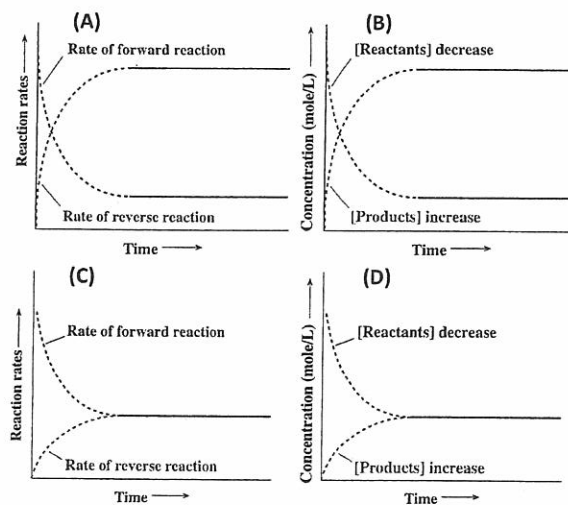 (A)
Rate of forward reaction
Reaction rates
Rate of reverse reaction
Time
(B)
[Reactants] decrease
Concentration (mole/L)
[Products] increase
Time
(C)
Rate of forward reaction
Reaction rates
Rate of reverse reaction
Time
(D)
[Reactants] decrease
Concentration (mole/L)
[Products] increase
Time